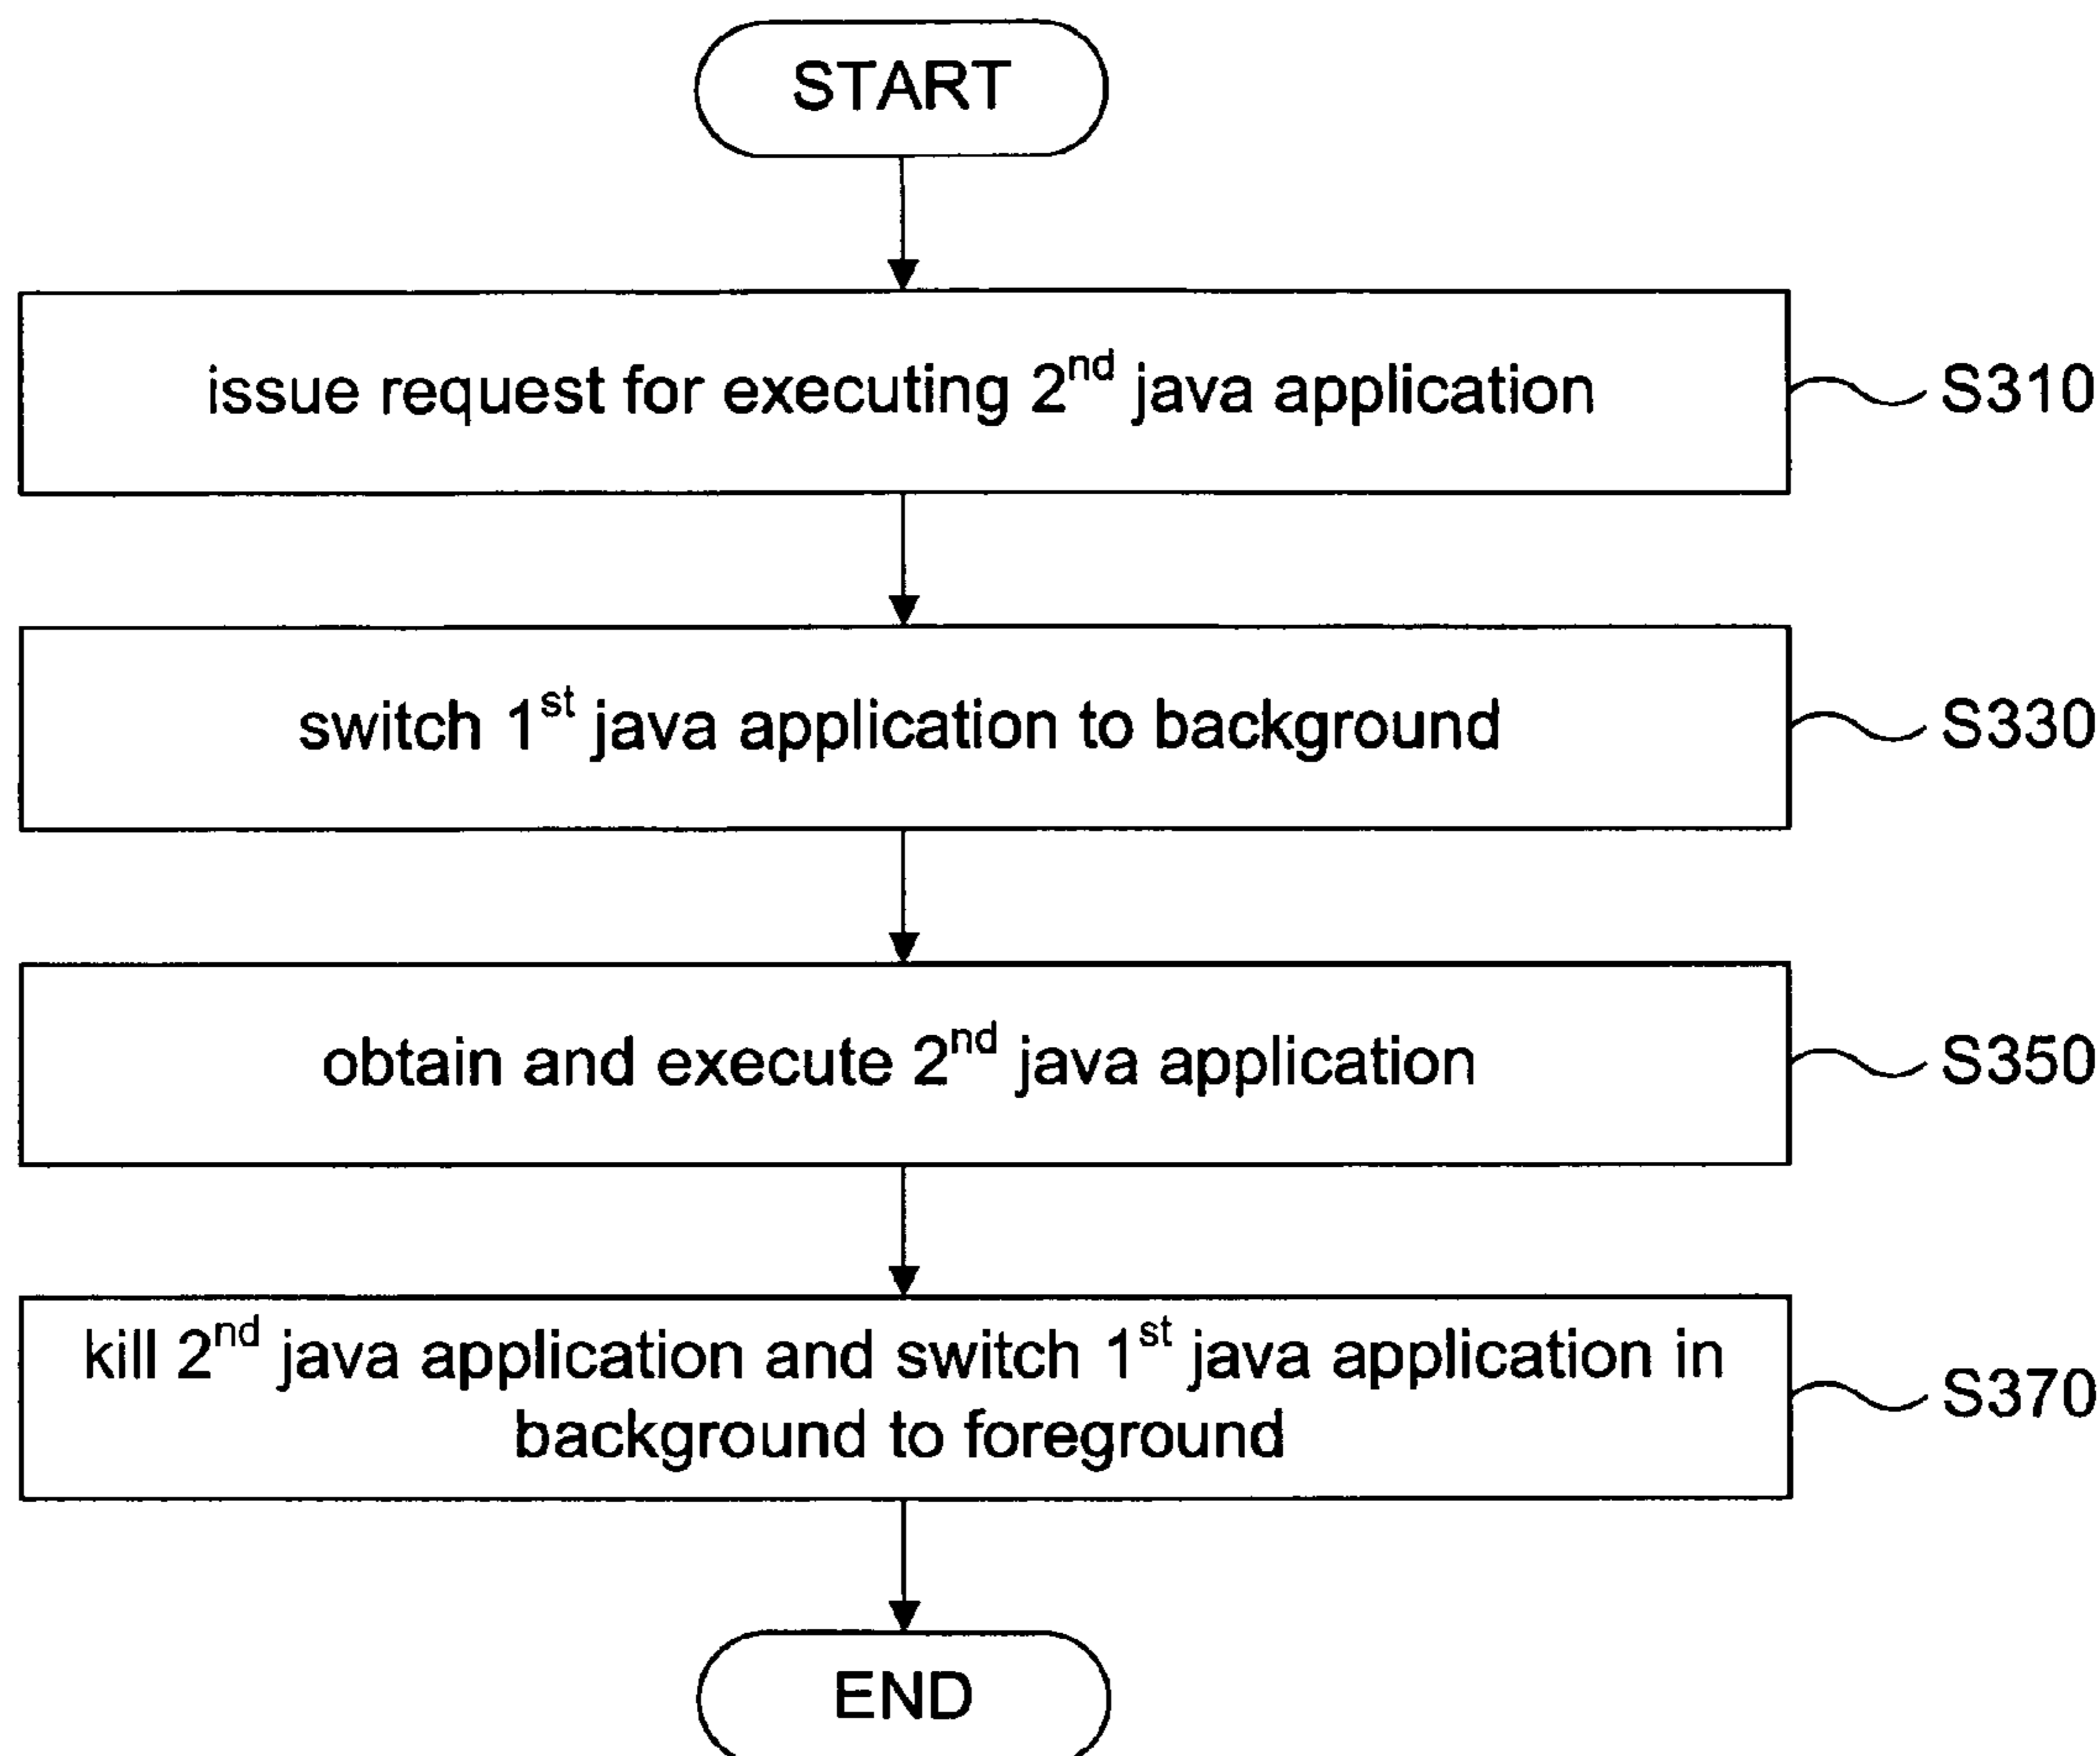 START
issue request for executing 2nd java application
S310
switch 1st java application to background
S330
obtain and execute 2nd java application
S350
kill 2nd java application and switch 1st java application in
background to foreground
S370
END